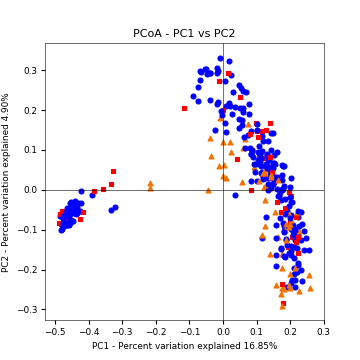 PCoA - PC1 vs PC2
PC2 - Percent variation explained 4.90%
0.3
0.2
0.1
0.0
−0.1
−0.2
−0.3
−0.5 −0.4 −0.3 −0.2 −0.1 0.0 0.1 0.2 0.3
PC1 - Percent variation explained 16.85%